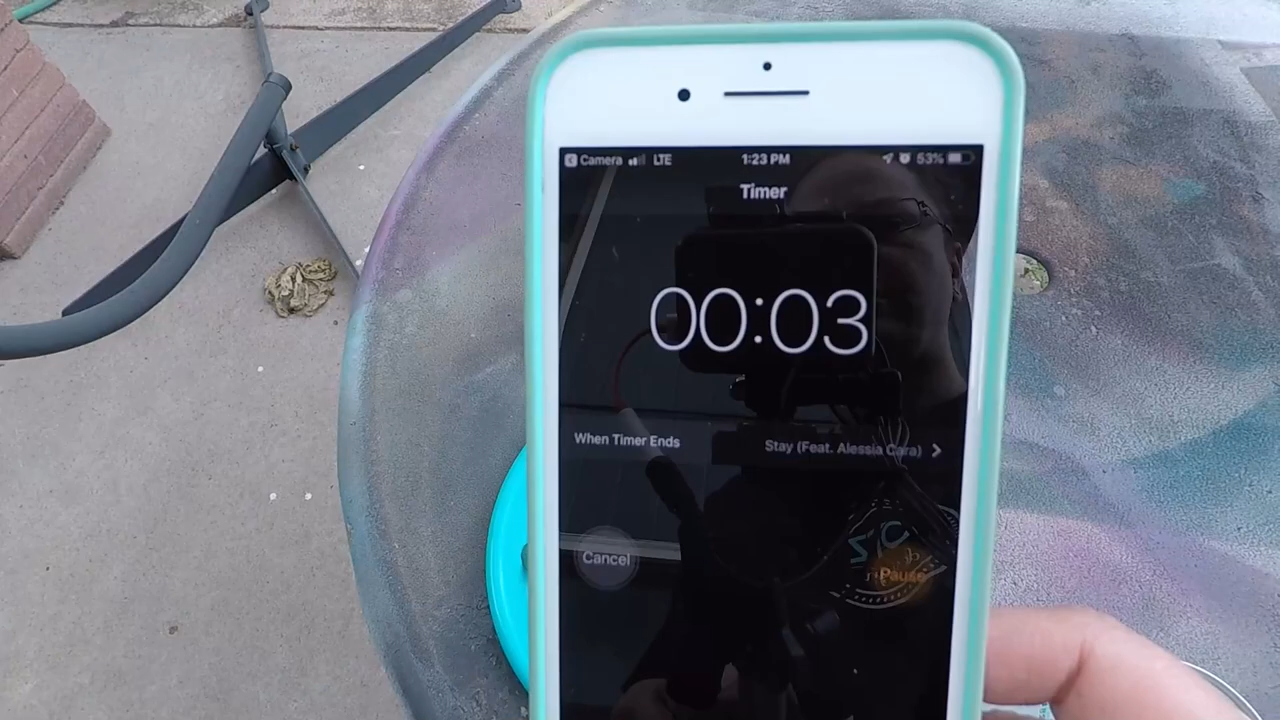 Camera LTE 1:23 PM 53%
Timer
00:03
When Timer Ends Stay (Feat. Alessia Cara)
Cancel Pause